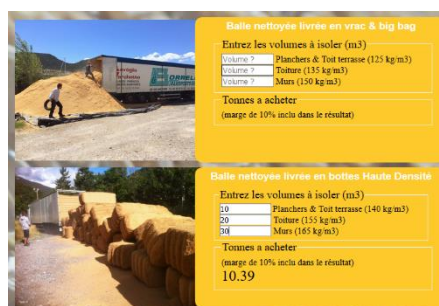 Balle nettoyée livrée en vrac & big bag
Entrez les volumes à isoler (m3)
Volume ? Planchers & Toit terrasse (125 kg/m3)
Volume ? Toiture (135 kg/m3)
Volume ? Murs (150 kg/m3)
Tonnes a acheter
(marge de 10% inclu dans le résultat)
Balle nettoyée livrée en bottes Haute Densité
Entrez les volumes à isoler (m3)
10 Planchers & Toit terrasse (140 kg/m3)
20 Toiture (155 kg/m3)
30 Murs (165 kg/m3)
Tonnes a acheter
(marge de 10% inclu dans le résultat)
10.39